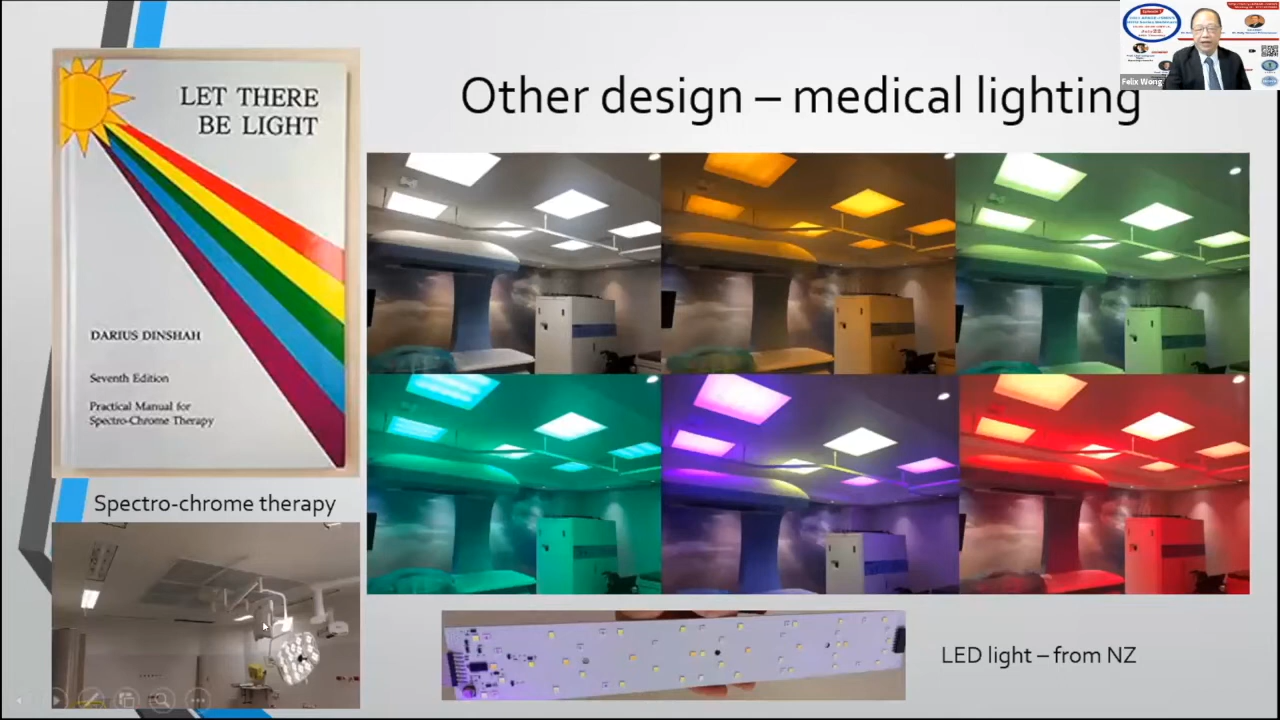 Other design – medical lighting
LET THERE
BE LIGHT
DARIUS DINSHAH
Seventh Edition
Practical Manual for
Spectro-Chrome Therapy
Spectro-chrome therapy
LED light – from NZ
Felix Wong